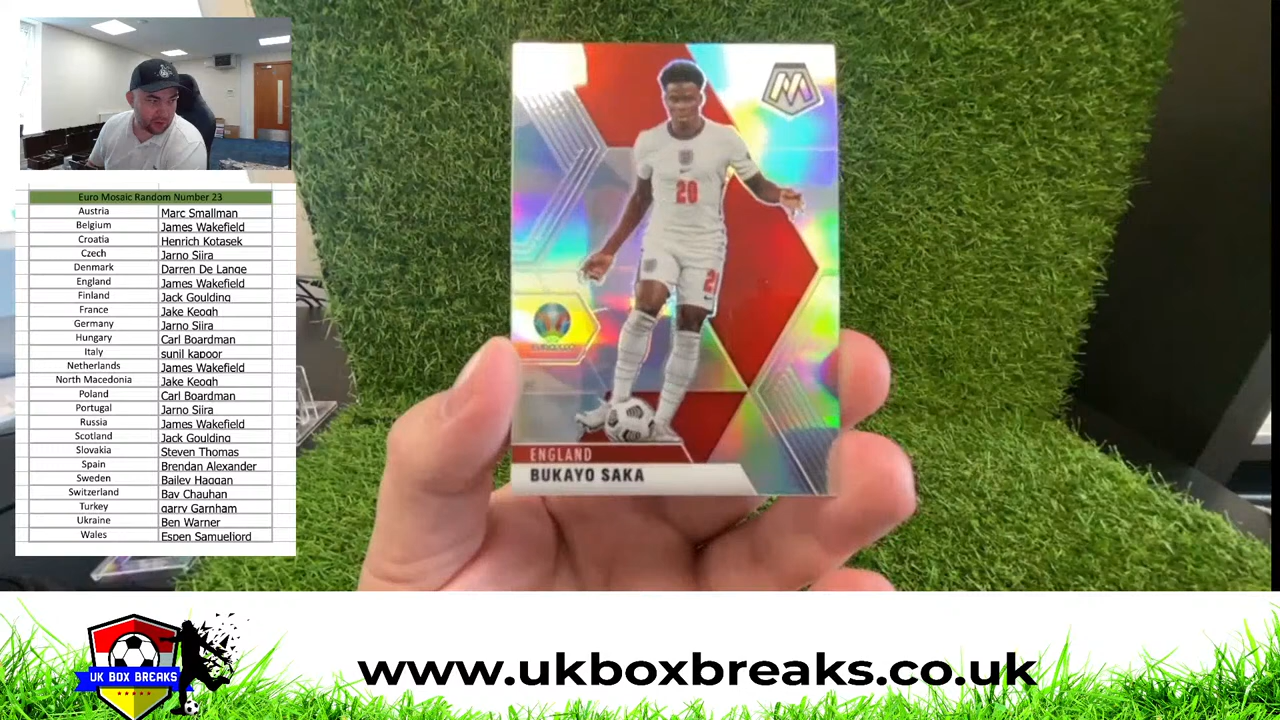 Euro Mosaic Random Number 23
Austria Marc Smallman
Belgium James Wakefield
Croatia Henrich Kotasek
Czech Jarno Siira
Denmark Darren De Lange
England James Wakefield
Finland Jack Goulding
France Jake Keogh
Germany Jarno Siira
Hungary Carl Boardman
Italy sunil kapoor
Netherlands James Wakefield
North Macedonia Jake Keogh
Poland Carl Boardman
Portugal Jarno Siira
Russia James Wakefield
Scotland Jack Goulding
Slovakia Steven Thomas
Spain Brendan Alexander
Sweden Bailey Haggan
Switzerland Bav Chauhan
Turkey garry Garnham
Ukraine Ben Warner
Wales Espen Samueljord
M
20
2
ENGLAND
BUKAYO SAKA
UK BOX BREAKS
www.ukboxbreaks.co.uk